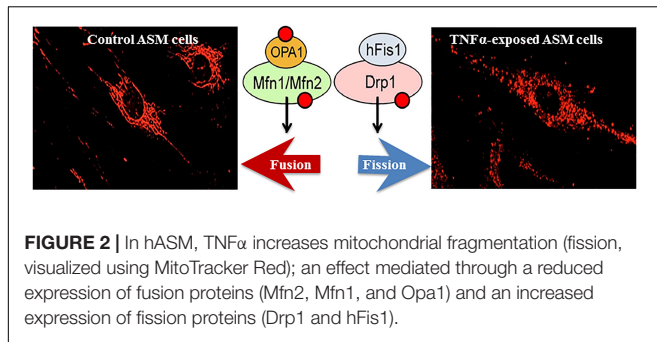 Control ASM cells
TNFα-exposed ASM cells
OPA1
hFis1
Mfn1/Mfn2
Drp1
Fusion
Fission
FIGURE 2 | In hASM, TNFα increases mitochondrial fragmentation (fission,
visualized using MitoTracker Red); an effect mediated through a reduced
expression of fusion proteins (Mfn2, Mfn1, and Opa1) and an increased
expression of fission proteins (Drp1 and hFis1).